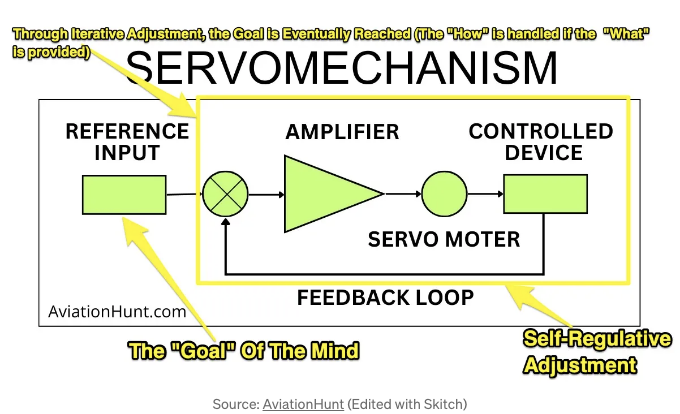 Through Iterative Adjustment, the Goal is Eventually Reached (The "How" is handled if the "What"
is provided)
SERVOMECHANISM
REFERENCE
INPUT
AMPLIFIER
CONTROLLED
DEVICE
SERVO MOTER
FEEDBACK LOOP
AviationHunt.com
The "Goal" Of The Mind
Self-Regulative
Adjustment
Source: AviationHunt (Edited with Skitch)